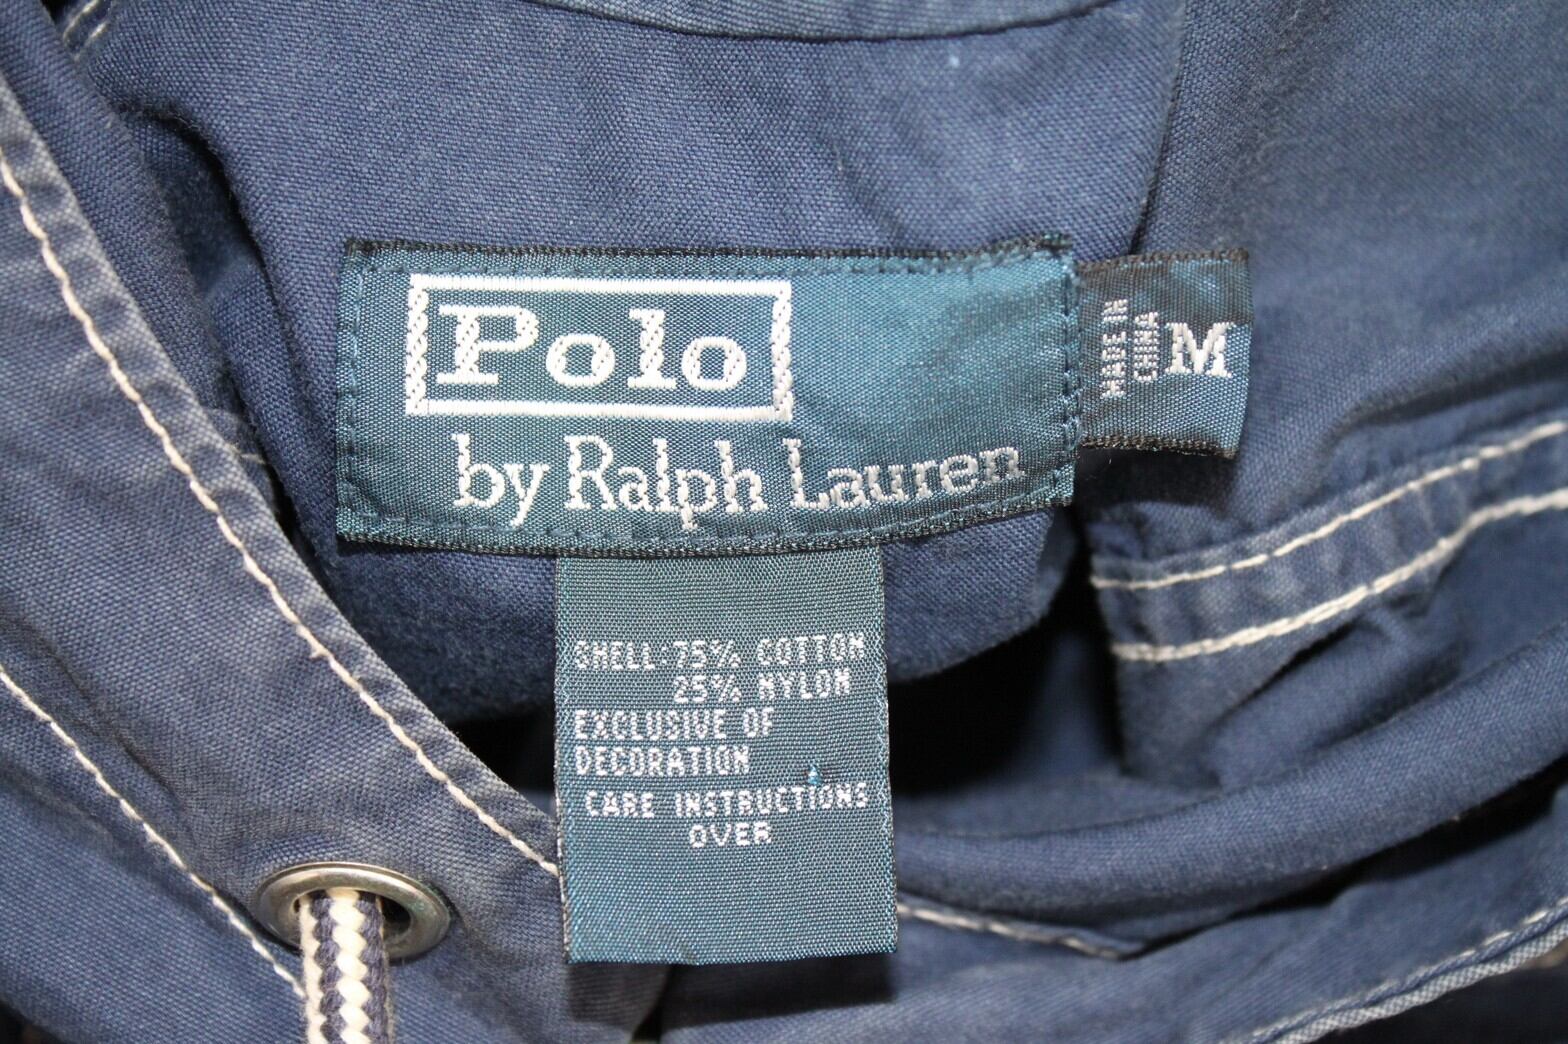 Polo
by Ralph Lauren
MADE IN
CHINA
M
SHELL: 75% COTTON
25% NYLON
EXCLUSIVE OF
DECORATION
CARE INSTRUCTIONS
OVER